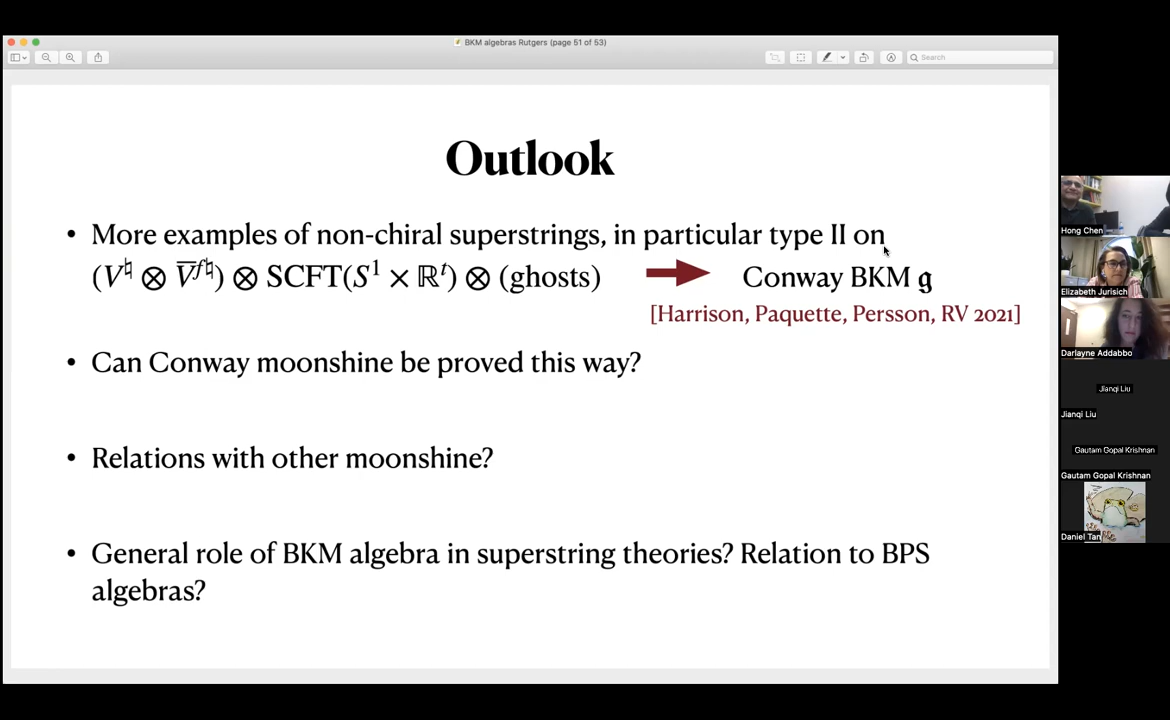 BKM algebras Rutgers (page 51 of 53)
Search
Outlook
• More examples of non-chiral superstrings, in particular type II on
(V^♮ ⊗ V̅^{f♮}) ⊗ SCFT(S¹ × ℝᵗ) ⊗ (ghosts) Conway BKM 𝔤
[Harrison, Paquette, Persson, RV 2021]
• Can Conway moonshine be proved this way?
• Relations with other moonshine?
• General role of BKM algebra in superstring theories? Relation to BPS
algebras?
Hong Chen
Elizabeth Jurisich
Darlayne Addabbo
Jianqi Liu
Jianqi Liu
Gautam Gopal Krishnan
Gautam Gopal Krishnan
Daniel Tan